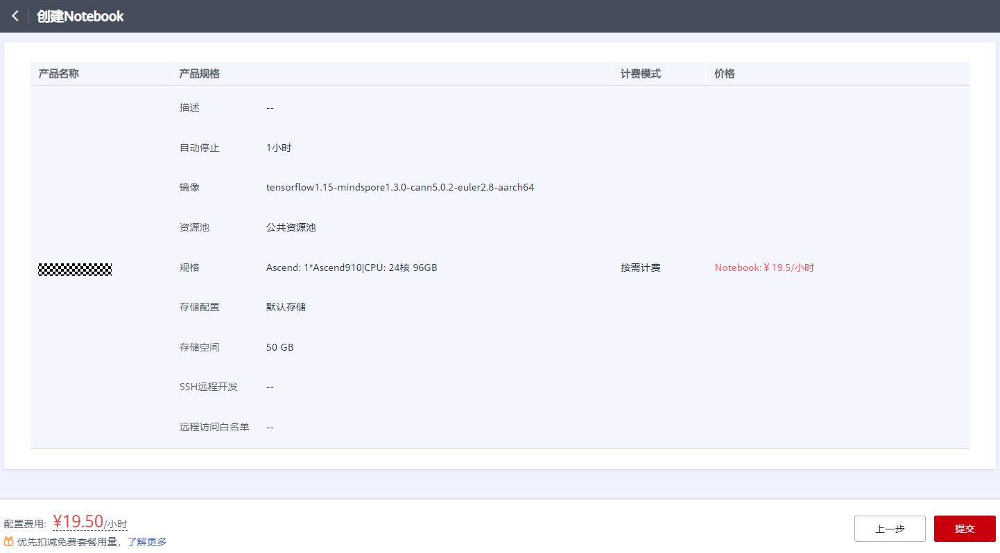 创建Notebook
产品名称 产品规格 计费模式 价格
描述 --
自动停止 1小时
镜像 tensorflow1.15-mindspore1.3.0-cann5.0.2-euler2.8-aarch64
资源池 公共资源池
规格 Ascend: 1*Ascend910|CPU: 24核 96GB 按需计费 Notebook:￥19.5/小时
存储配置 默认存储
存储空间 50 GB
SSH远程开发 --
远程访问白名单 --
配置费用: ¥19.50/小时
优先扣减免费套餐用量，了解更多
上一步 提交